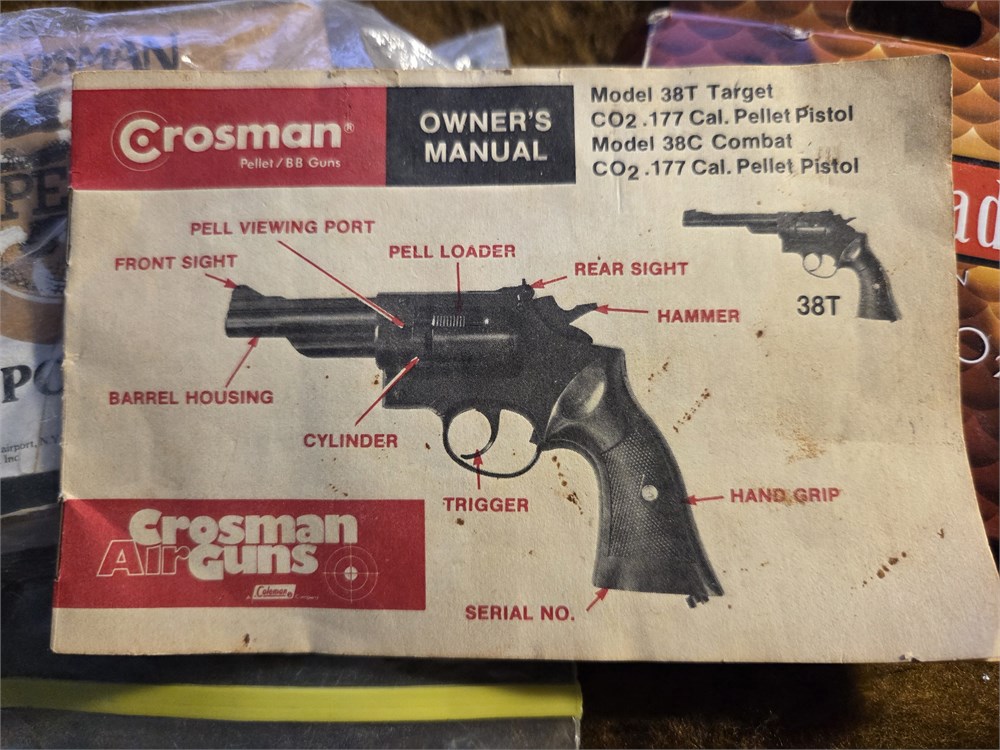 Crosman®
Pellet/BB Guns
OWNER'S
MANUAL
Model 38T Target
CO2 .177 Cal. Pellet Pistol
Model 38C Combat
CO2 .177 Cal. Pellet Pistol
PELL VIEWING PORT
FRONT SIGHT
PELL LOADER
REAR SIGHT
HAMMER
38T
BARREL HOUSING
CYLINDER
TRIGGER
HAND GRIP
SERIAL NO.
Crosman
AirGuns
A Coleman Company